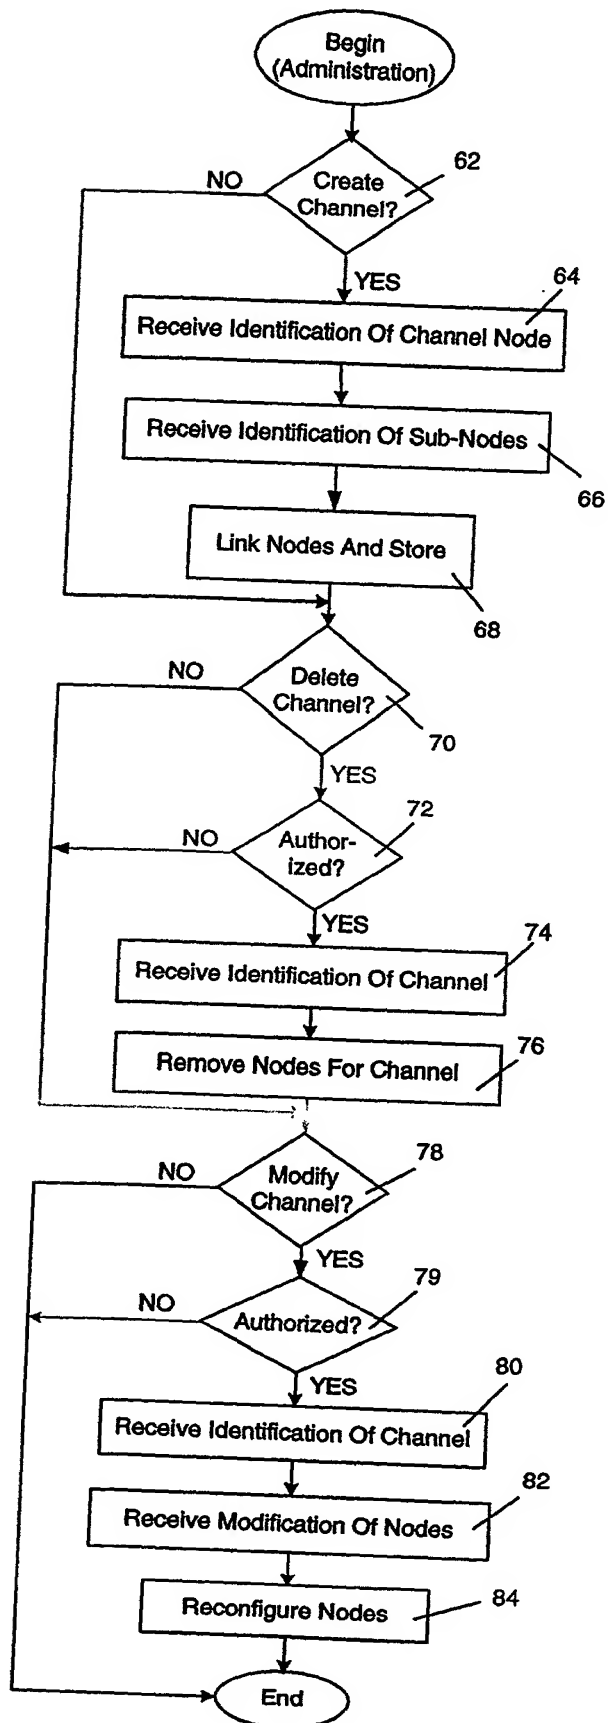 Begin
(Administration)
62
NO
Create
Channel?
YES
64
Receive Identification Of Channel Node
Receive Identification Of Sub-Nodes
66
Link Nodes And Store
68
NO
Delete
Channel?
70
YES
72
NO
Author-
ized?
YES
74
Receive Identification Of Channel
76
Remove Nodes For Channel
78
NO
Modify
Channel?
YES
79
NO
Authorized?
YES
80
Receive Identification Of Channel
82
Receive Modification Of Nodes
84
Reconfigure Nodes
End